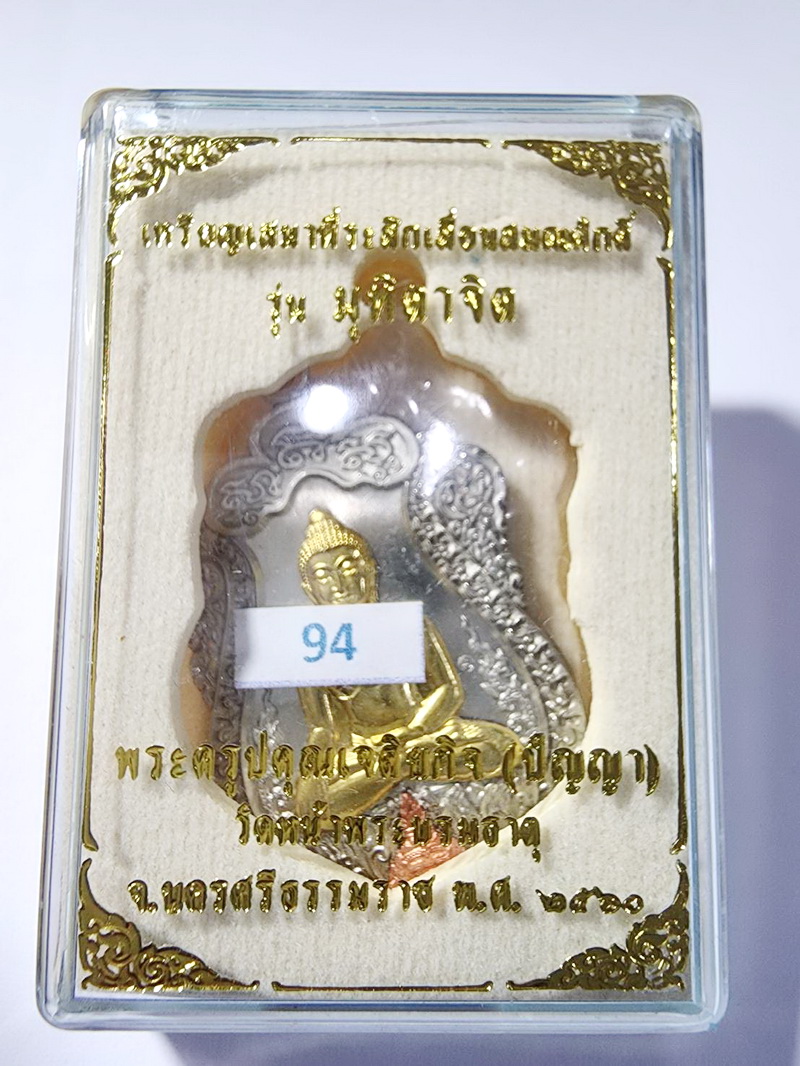 เหรียญเสมาที่ระลึกเลื่อนสมณศักดิ์
รุ่น มุทิตาจิต
94
พระครูปคุณเจติยกิจ (ปัญญา)
วัดหน้าพระบรมธาตุ
จ.นครศรีธรรมราช พ.ศ. ๒๕๖๐